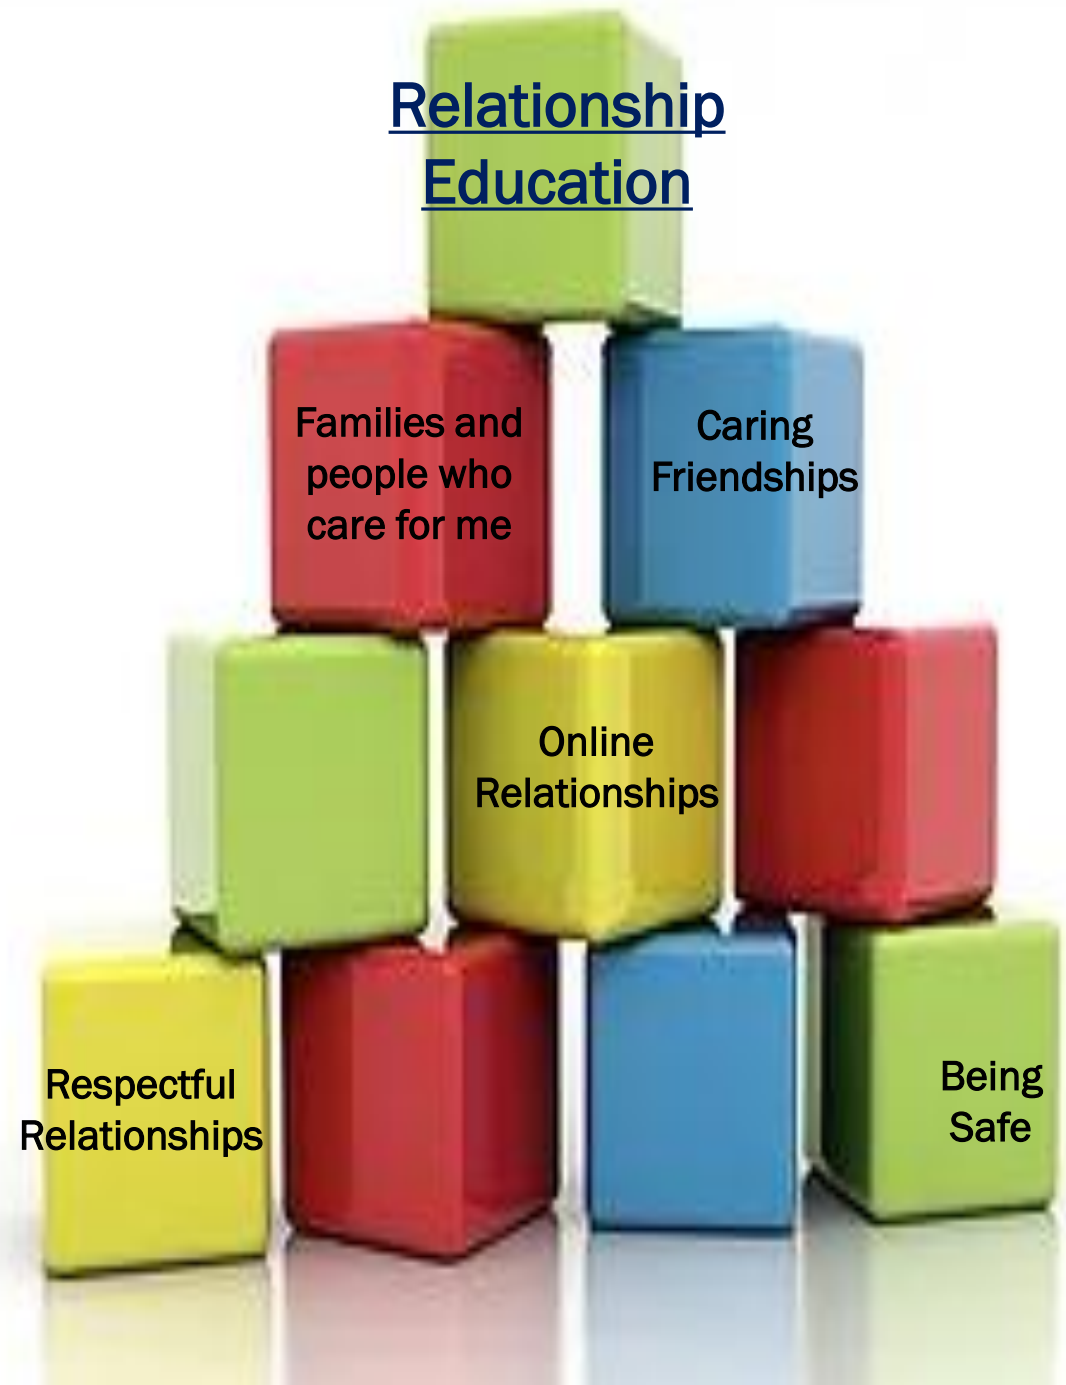 Relationship
Education
Families and
people who
care for me
Caring
Friendships
Online
Relationships
Respectful
Relationships
Being
Safe